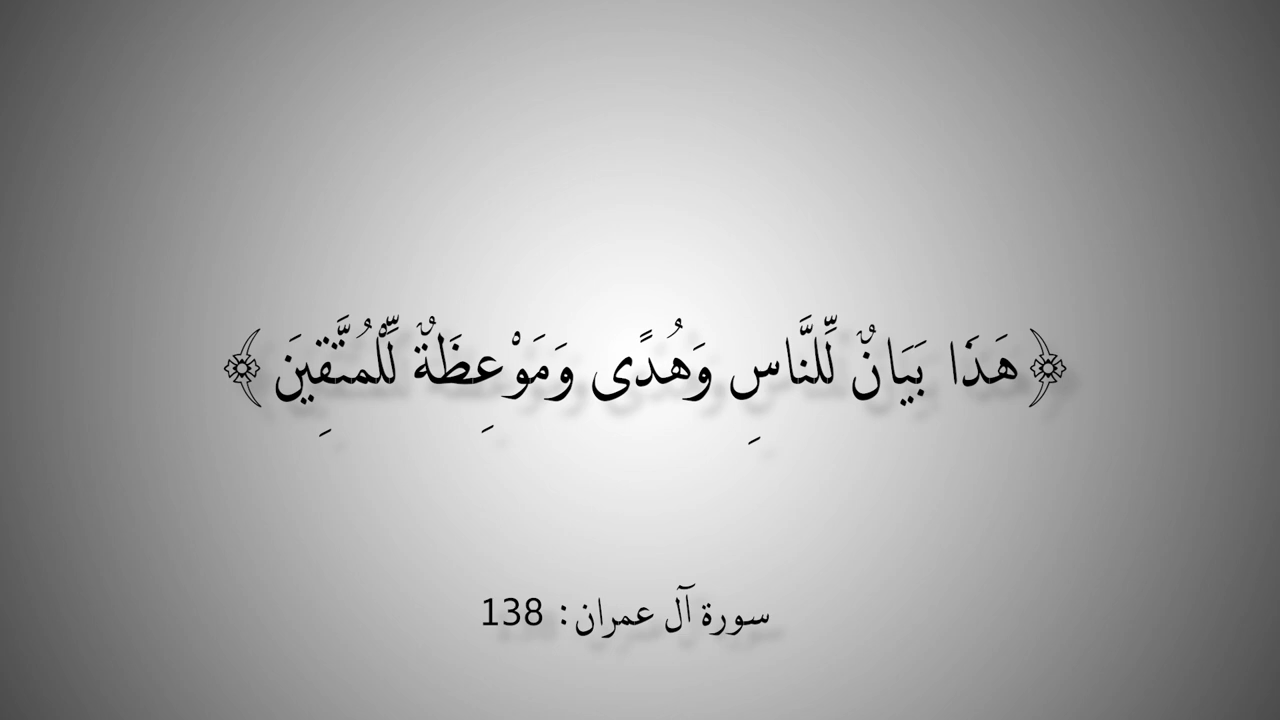 ﴿هَذَا بَيَانٌ لِّلنَّاسِ وَهُدًى وَمَوْعِظَةٌ لِّلْمُتَّقِينَ﴾
سورة آل عمران: 138